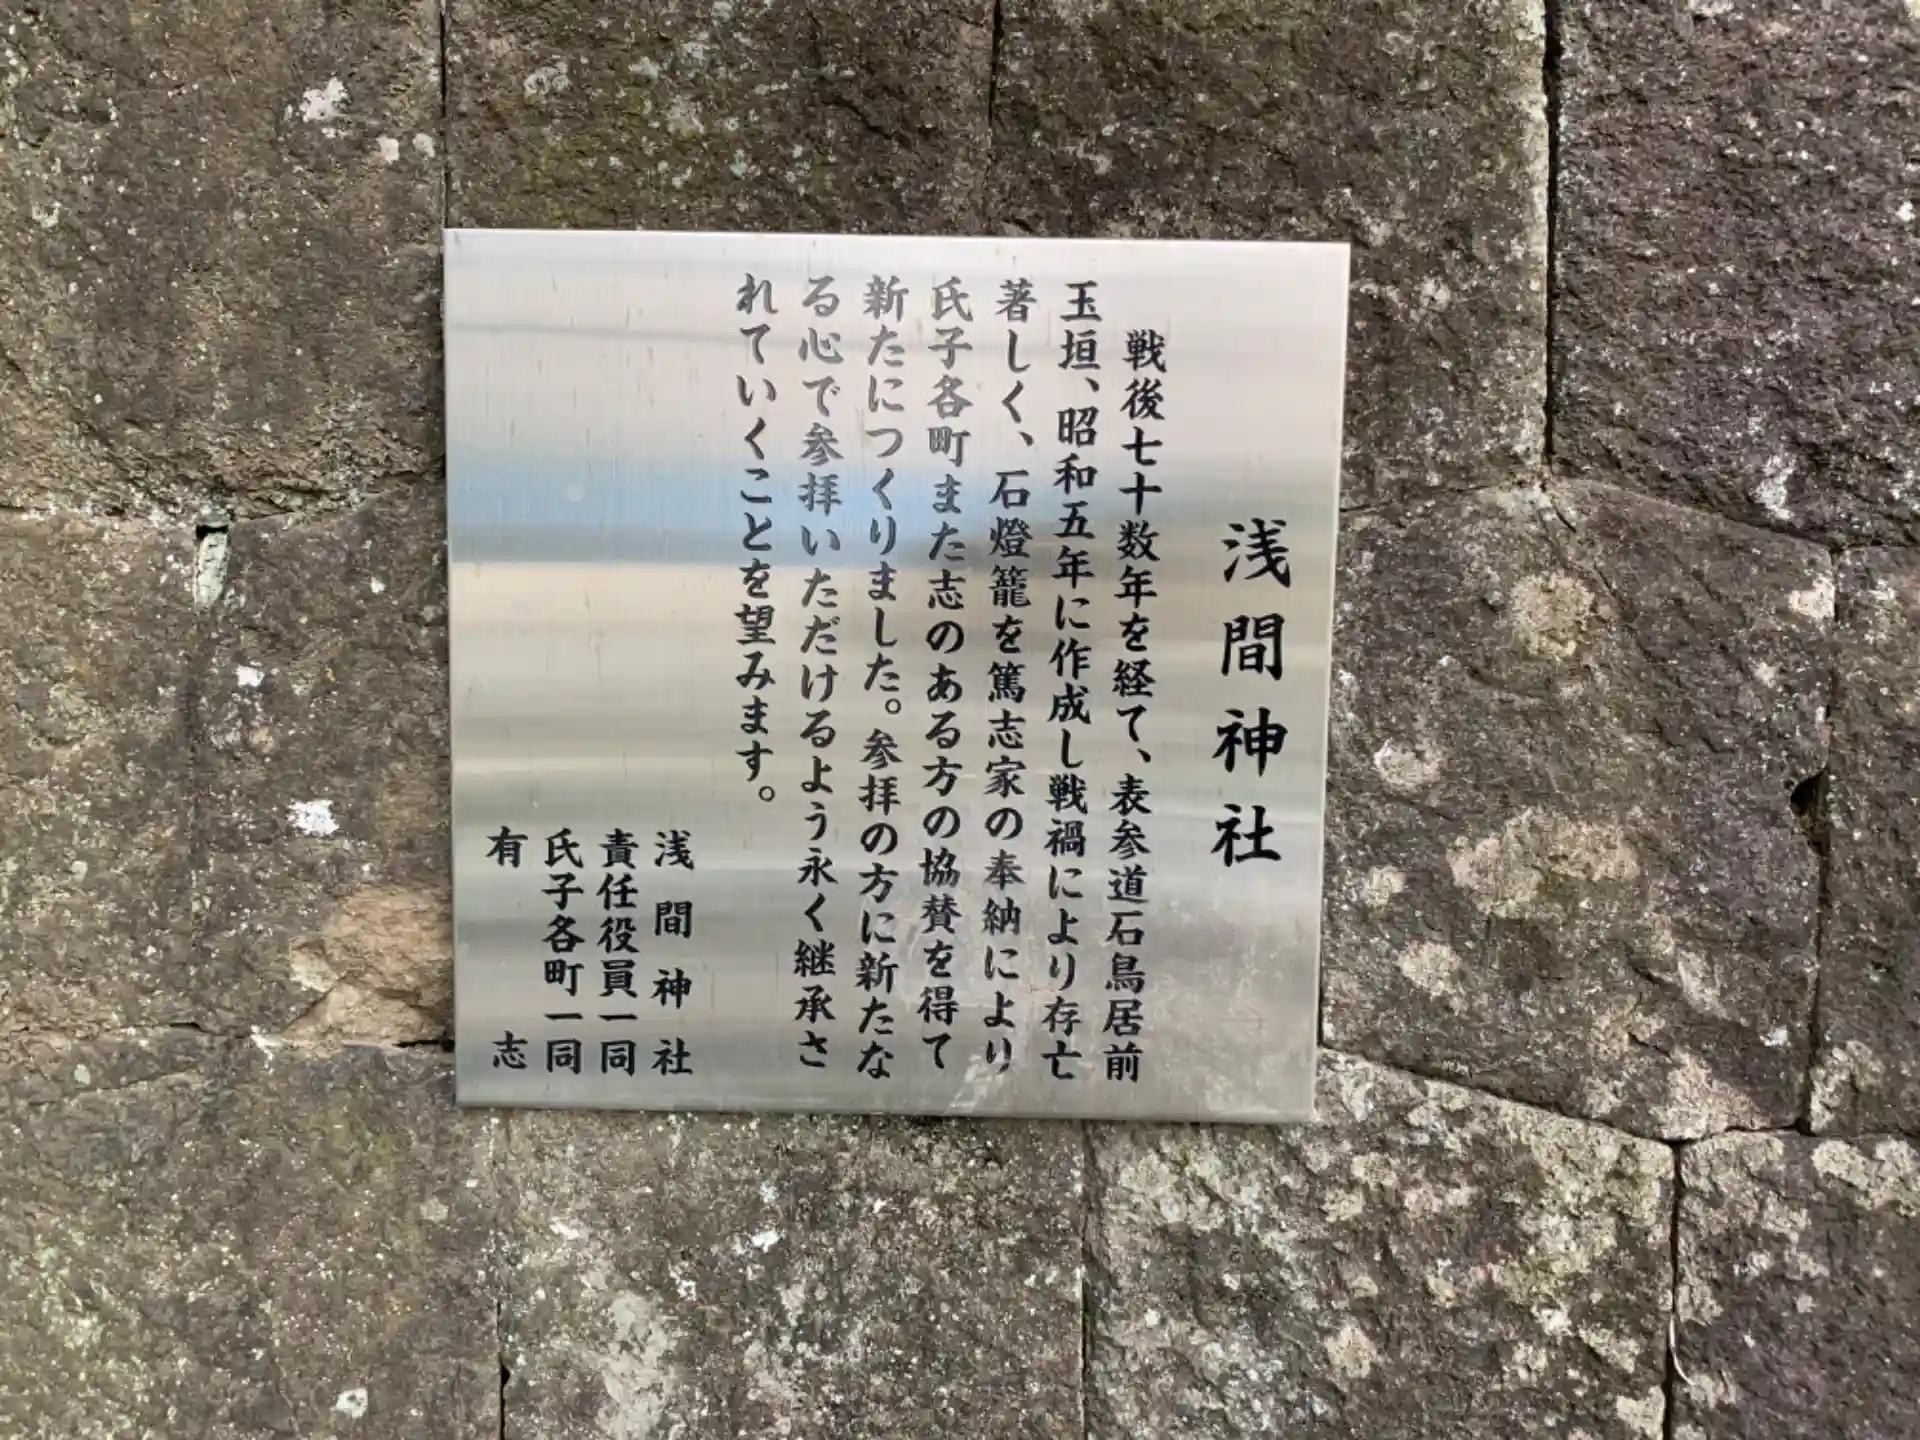 浅間神社
戦後七十数年を経て、表参道石鳥居前
玉垣、昭和五年に作成し戦禍により存亡
著しく、石燈籠を篤志家の奉納により
氏子各町また志のある方の協賛を得て
新たにつくりました。参拝の方に新たな
る心で参拝いただけるよう永く継承さ
れていくことを望みます。
浅間神社
責任役員一同
氏子各町一同
有志